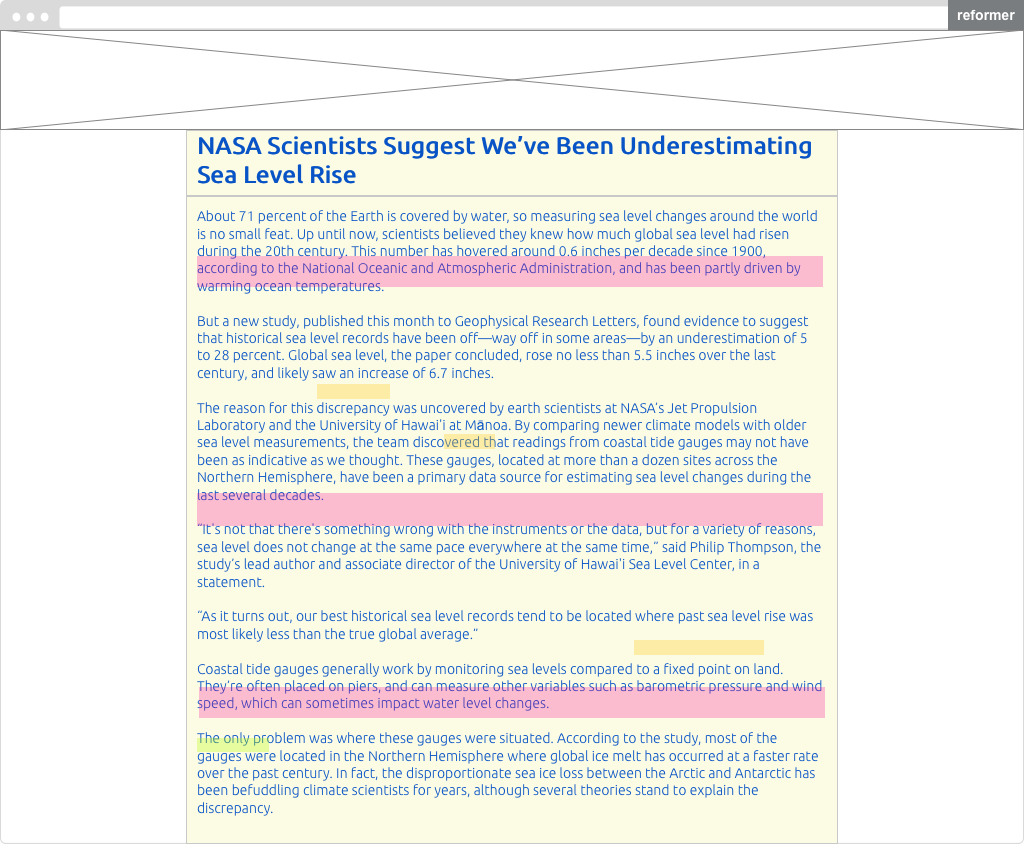 reformer
NASA Scientists Suggest We’ve Been Underestimating
Sea Level Rise
About 71 percent of the Earth is covered by water, so measuring sea level changes around the world
is no small feat. Up until now, scientists believed they knew how much global sea level had risen
during the 20th century. This number has hovered around 0.6 inches per decade since 1900,
according to the National Oceanic and Atmospheric Administration, and has been partly driven by
warming ocean temperatures.
But a new study, published this month to Geophysical Research Letters, found evidence to suggest
that historical sea level records have been off—way off in some areas—by an underestimation of 5
to 28 percent. Global sea level, the paper concluded, rose no less than 5.5 inches over the last
century, and likely saw an increase of 6.7 inches.
The reason for this discrepancy was uncovered by earth scientists at NASA’s Jet Propulsion
Laboratory and the University of Hawai‘i at Mānoa. By comparing newer climate models with older
sea level measurements, the team discovered that readings from coastal tide gauges may not have
been as indicative as we thought. These gauges, located at more than a dozen sites across the
Northern Hemisphere, have been a primary data source for estimating sea level changes during the
last several decades.
“It’s not that there’s something wrong with the instruments or the data, but for a variety of reasons,
sea level does not change at the same pace everywhere at the same time,” said Philip Thompson, the
study’s lead author and associate director of the University of Hawai‘i Sea Level Center, in a
statement.
“As it turns out, our best historical sea level records tend to be located where past sea level rise was
most likely less than the true global average.”
Coastal tide gauges generally work by monitoring sea levels compared to a fixed point on land.
They’re often placed on piers, and can measure other variables such as barometric pressure and wind
speed, which can sometimes impact water level changes.
The only problem was where these gauges were situated. According to the study, most of the
gauges were located in the Northern Hemisphere where global ice melt has occurred at a faster rate
over the past century. In fact, the disproportionate sea ice loss between the Arctic and Antarctic has
been befuddling climate scientists for years, although several theories stand to explain the
discrepancy.